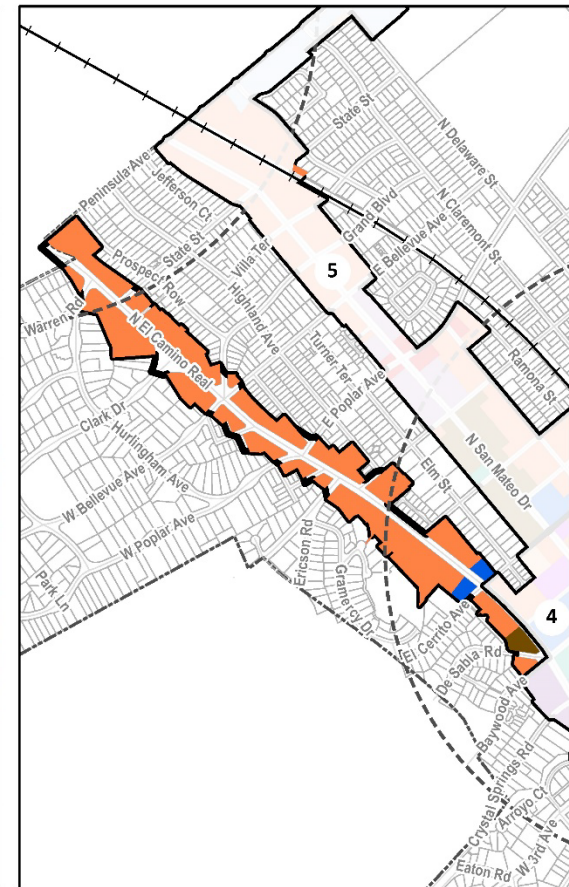 State St
N Delaware St
Peninsula Ave
Jefferson Ct
Grand Blvd
N Claremont St
State St
E Bellevue Ave
Villa Ter
5
Prospect Row
Highland Ave
Warren Rd
N El Camino Real
Turner Ter
Ramona St
E Poplar Ave
Clark Dr
Hurlingham Ave
N San Mateo Dr
Elm St
W Bellevue Ave
W Poplar Ave
Ericson Rd
Gramercy Dr
Park Ln
El Cerrito Ave
4
De Sabla Rd
Baywood Ave
Crystal Springs Rd
Arroyo Ct
W 3rd Ave
Eaton Rd